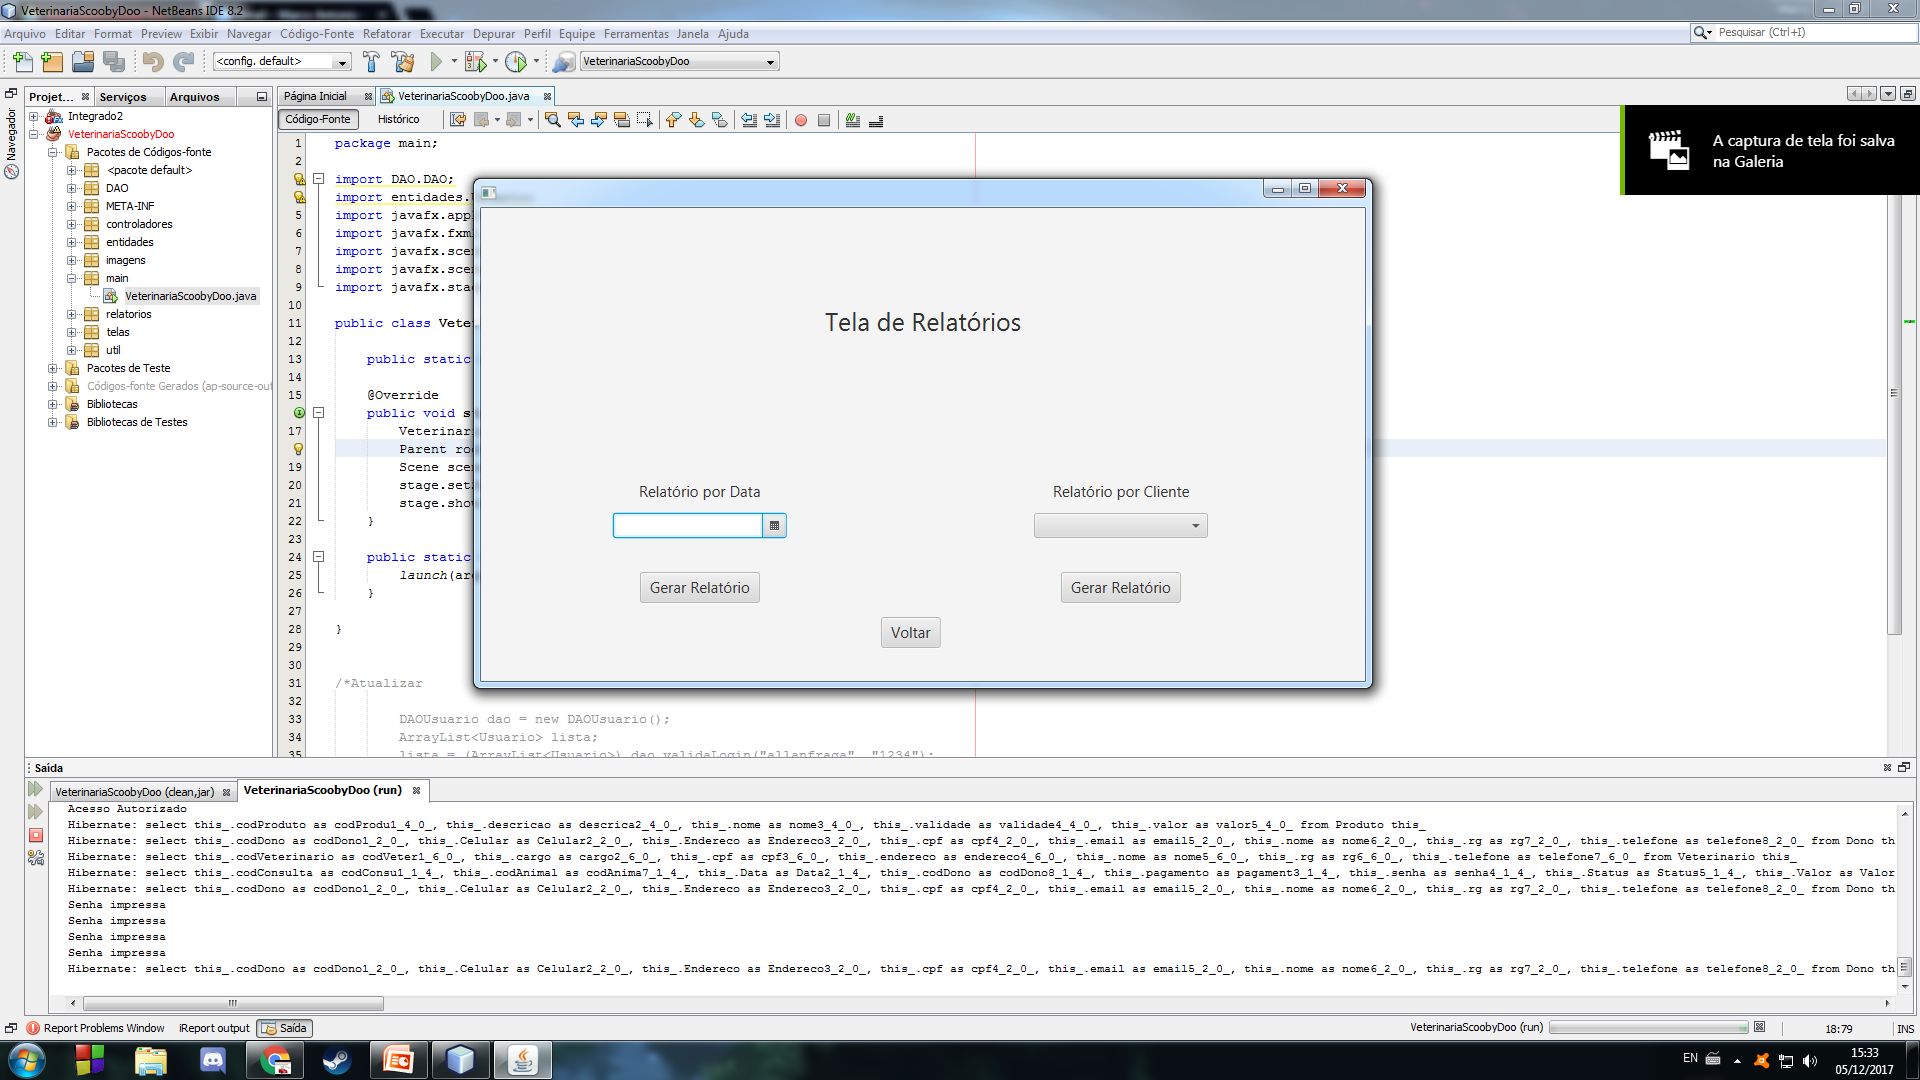 VeterinariaScoobyDoo - NetBeans IDE 8.2
Arquivo Editar Format Preview Exibir Navegar Código-Fonte Refatorar Executar Depurar Perfil Equipe Ferramentas Janela Ajuda
Pesquisar (Ctrl+I)
<config. default>
VeterinariaScoobyDoo
Projet... Serviços Arquivos
Navegador
Integrado2
VeterinariaScoobyDoo
Pacotes de Códigos-fonte
<pacote default>
DAO
META-INF
controladores
entidades
imagens
main
VeterinariaScoobyDoo.java
relatorios
telas
util
Pacotes de Teste
Códigos-fonte Gerados (ap-source-ou
Bibliotecas
Bibliotecas de Testes
Página Inicial VeterinariaScoobyDoo.java
Código-Fonte Histórico
1 package main;
2
import DAO.DAO;
import entidades.
5 import javafx.app
6 import javafx.fxm
7 import javafx.sce
8 import javafx.sce
9 import javafx.sta
10
11 public class Vete
12
13 public static
14
15 @Override
public void s
17 Veterinar
Parent ro
19 Scene sce
20 stage.set
21 stage.sho
22 }
23
24 public static
25 launch(ar
26 }
27
28 }
29
30
31 /*Atualizar
32
33 DAOUsuario dao = new DAOUsuario();
34 ArrayList<Usuario> lista;
35 lista = (ArrayList<Usuario>) dao.validaLogin("allanfraga", "1234");
A captura de tela foi salva
na Galeria
Tela de Relatórios
Relatório por Data
Relatório por Cliente
Gerar Relatório
Gerar Relatório
Voltar
Saída
VeterinariaScoobyDoo (clean,jar) VeterinariaScoobyDoo (run)
Acesso Autorizado
Hibernate: select this_.codProduto as codProdu1_4_0_, this_.descricao as descrica2_4_0_, this_.nome as nome3_4_0_, this_.validade as validade4_4_0_, this_.valor as valor5_4_0_ from Produto this_
Hibernate: select this_.codDono as codDono1_2_0_, this_.Celular as Celular2_2_0_, this_.Endereco as Endereco3_2_0_, this_.cpf as cpf4_2_0_, this_.email as email5_2_0_, this_.nome as nome6_2_0_, this_.rg as rg7_2_0_, this_.telefone as telefone8_2_0_ from Dono th
Hibernate: select this_.codVeterinario as codVeter1_6_0_, this_.cargo as cargo2_6_0_, this_.cpf as cpf3_6_0_, this_.endereco as endereco4_6_0_, this_.nome as nome5_6_0_, this_.rg as rg6_6_0_, this_.telefone as telefone7_6_0_ from Veterinario this_
Hibernate: select this_.codConsulta as codConsu1_1_4_, this_.codAnimal as codAnima7_1_4_, this_.Data as Data2_1_4_, this_.codDono as codDono8_1_4_, this_.pagamento as pagament3_1_4_, this_.senha as senha4_1_4_, this_.Status as Status5_1_4_, this_.Valor as Valor
Hibernate: select this_.codDono as codDono1_2_0_, this_.Celular as Celular2_2_0_, this_.Endereco as Endereco3_2_0_, this_.cpf as cpf4_2_0_, this_.email as email5_2_0_, this_.nome as nome6_2_0_, this_.rg as rg7_2_0_, this_.telefone as telefone8_2_0_ from Dono th
Senha impressa
Senha impressa
Senha impressa
Senha impressa
Hibernate: select this_.codDono as codDono1_2_0_, this_.Celular as Celular2_2_0_, this_.Endereco as Endereco3_2_0_, this_.cpf as cpf4_2_0_, this_.email as email5_2_0_, this_.nome as nome6_2_0_, this_.rg as rg7_2_0_, this_.telefone as telefone8_2_0_ from Dono th
Report Problems Window iReport output Saída
VeterinariaScoobyDoo (run) 18:79 INS
EN
15:33
05/12/2017